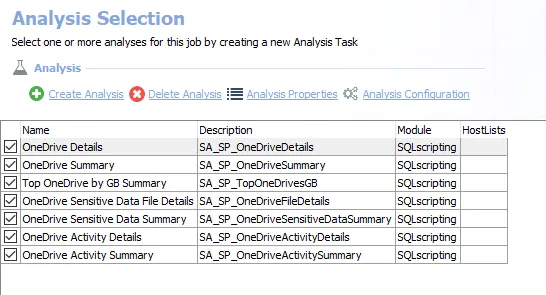 Analysis Selection
Select one or more analyses for this job by creating a new Analysis Task
Analysis
Create Analysis Delete Analysis Analysis Properties Analysis Configuration
Name Description Module HostLists
OneDrive Details SA_SP_OneDriveDetails SQLscripting
OneDrive Summary SA_SP_OneDriveSummary SQLscripting
Top OneDrive by GB Summary SA_SP_TopOneDrivesGB SQLscripting
OneDrive Sensitive Data File Details SA_SP_OneDriveFileDetails SQLscripting
OneDrive Sensitive Data Summary SA_SP_OneDriveSensitiveDataSummary SQLscripting
OneDrive Activity Details SA_SP_OneDriveActivityDetails SQLscripting
OneDrive Activity Summary SA_SP_OneDriveActivitySummary SQLscripting